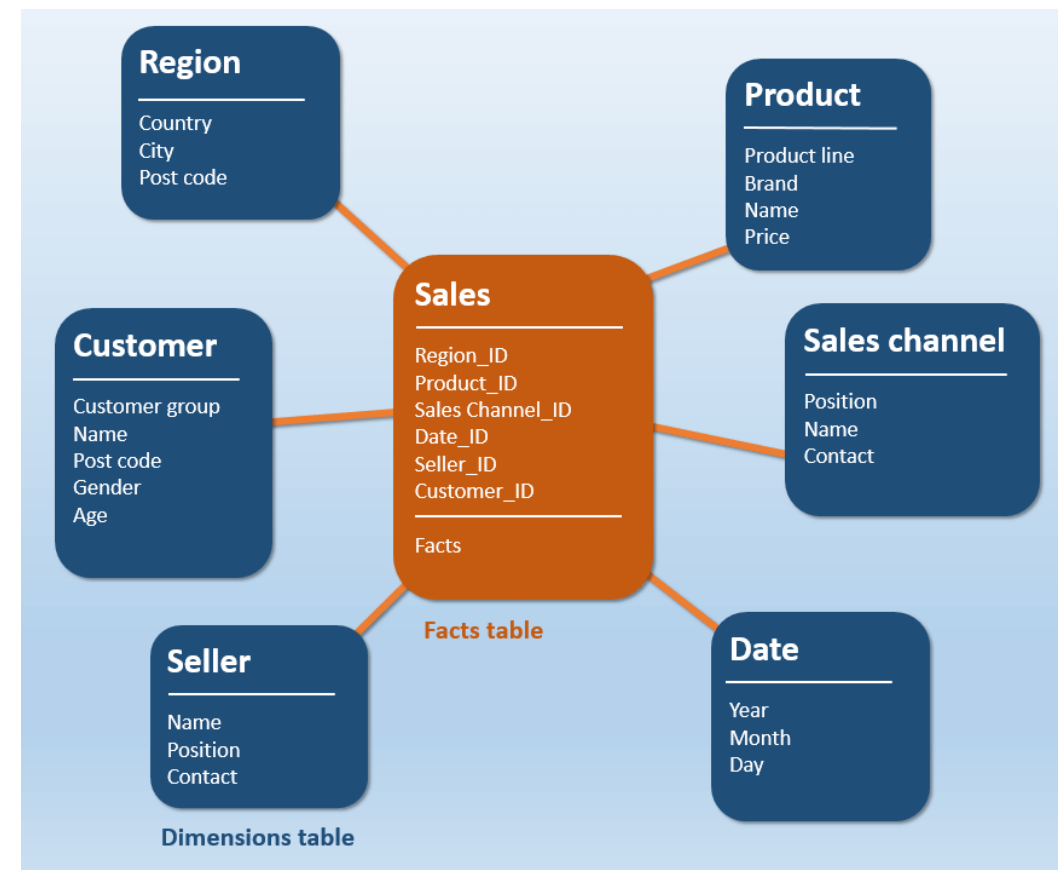 Region
Country
City
Post code
Product
Product line
Brand
Name
Price
Sales
Region_ID
Product_ID
Sales Channel_ID
Date_ID
Seller_ID
Customer_ID
Facts
Facts table
Customer
Customer group
Name
Post code
Gender
Age
Sales channel
Position
Name
Contact
Seller
Name
Position
Contact
Dimensions table
Date
Year
Month
Day